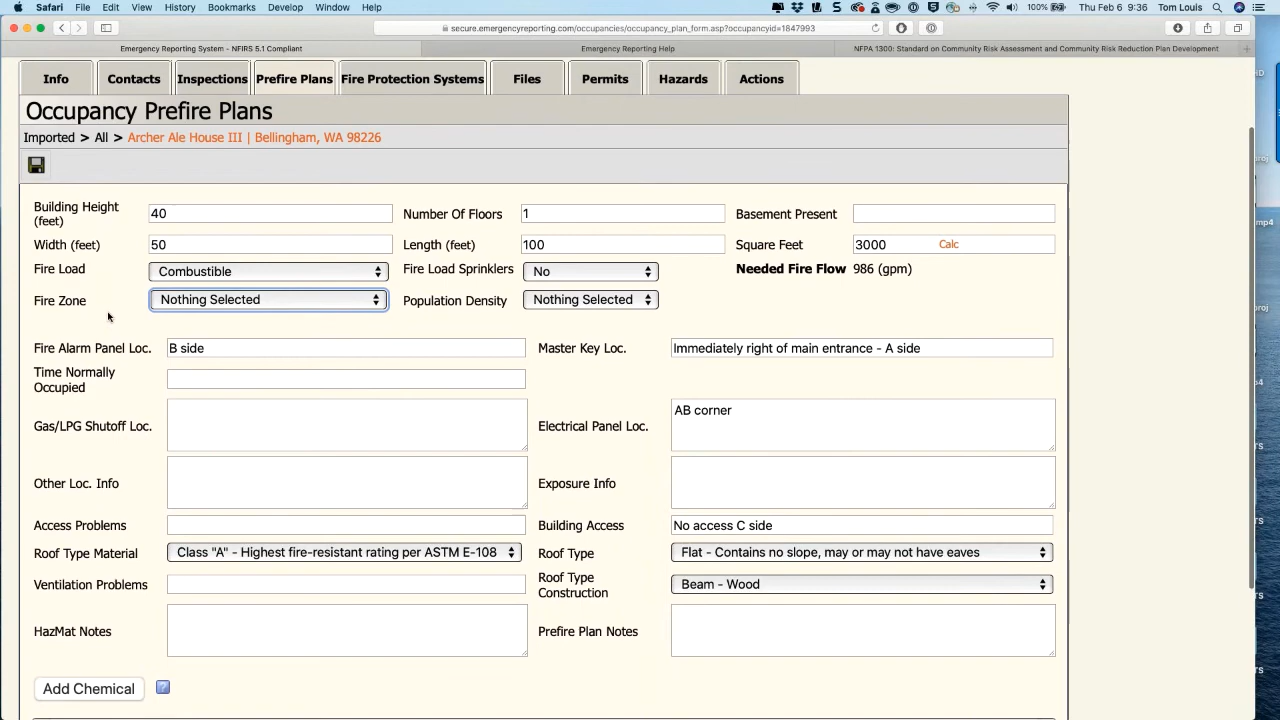 Safari File Edit View History Bookmarks Develop Window Help 100% Thu Feb 6 9:36 Tom Louis
secure.emergencyreporting.com/occupancies/occupancy_plan_form.asp?occupancyid=1847993
Emergency Reporting System - NFIRS 5.1 Compliant Emergency Reporting Help NFPA 1300: Standard on Community Risk Assessment and Community Risk Reduction Plan Development
Info Contacts Inspections Prefire Plans Fire Protection Systems Files Permits Hazards Actions
Occupancy Prefire Plans
Imported > All > Archer Ale House III | Bellingham, WA 98226
Building Height (feet) 40 Number Of Floors 1 Basement Present
Width (feet) 50 Length (feet) 100 Square Feet 3000 Calc
Fire Load Combustible Fire Load Sprinklers No Needed Fire Flow 986 (gpm)
Fire Zone Nothing Selected Population Density Nothing Selected
Fire Alarm Panel Loc. B side Master Key Loc. Immediately right of main entrance - A side
Time Normally Occupied
Gas/LPG Shutoff Loc. Electrical Panel Loc. AB corner
Other Loc. Info Exposure Info
Access Problems Building Access No access C side
Roof Type Material Class "A" - Highest fire-resistant rating per ASTM E-108 Roof Type Flat - Contains no slope, may or may not have eaves
Ventilation Problems Roof Type Construction Beam - Wood
HazMat Notes Prefire Plan Notes
Add Chemical